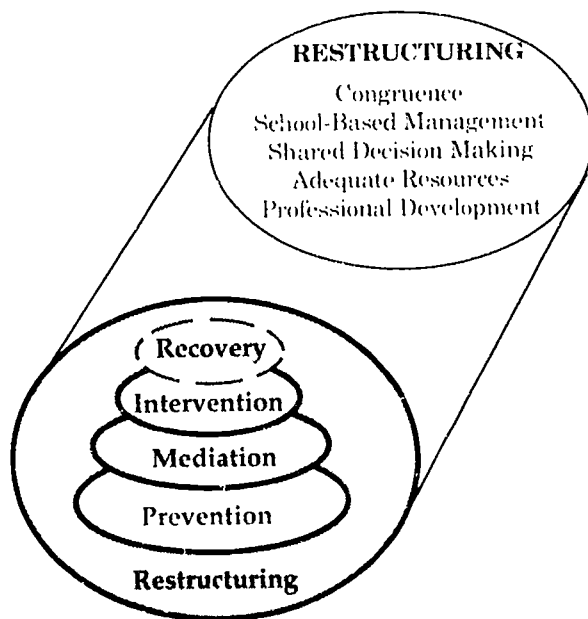 RESTRUCTURING
Congruence
School-Based Management
Shared Decision Making
Adequate Resources
Professional Development
Recovery
Intervention
Mediation
Prevention
Restructuring